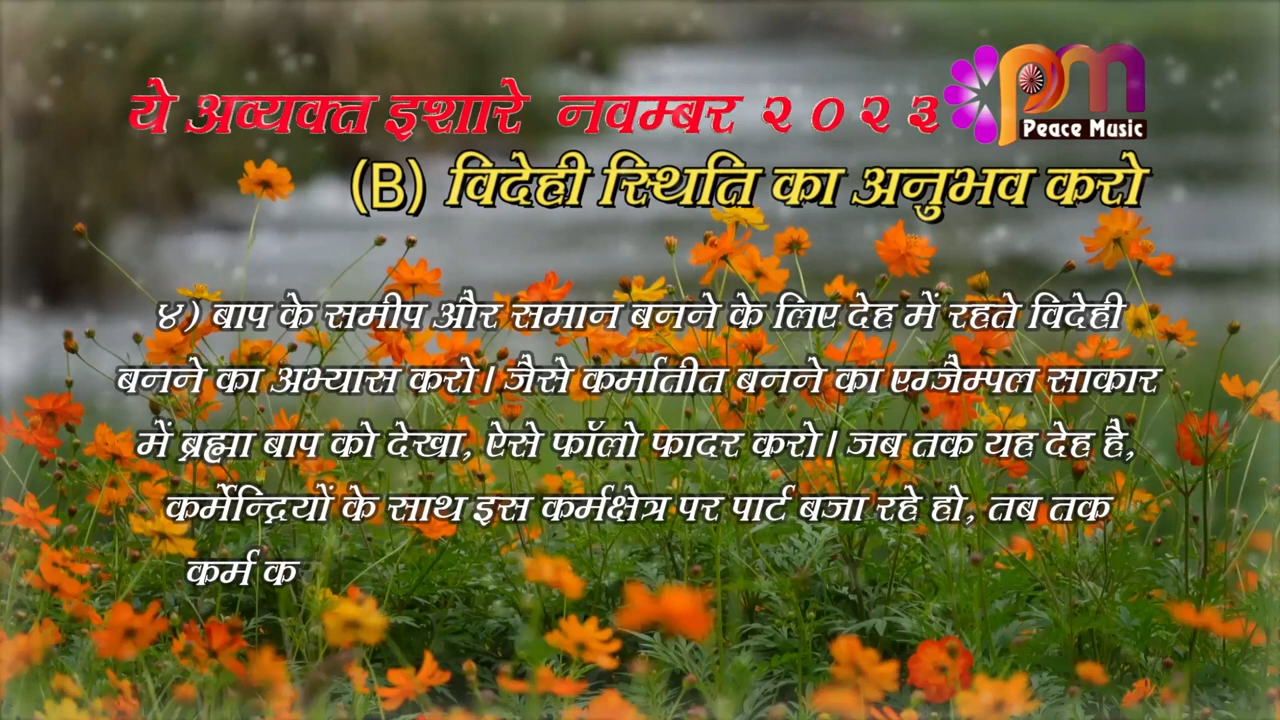 ये अव्यक्त इशारे नवम्बर २०२३
Peace Music
(B) विदेही स्थिति का अनुभव करो
४) बाप के समीप और समान बनने के लिए देह में रहते विदेही
बनने का अभ्यास करो। जैसे कर्मातीत बनने का एग्जैम्पल साकार
में ब्रह्मा बाप को देखा, ऐसे फॉलो फादर करो। जब तक यह देह है,
कर्मेन्द्रियों के साथ इस कर्मक्षेत्र पर पार्ट बजा रहे हो, तब तक
कर्म क